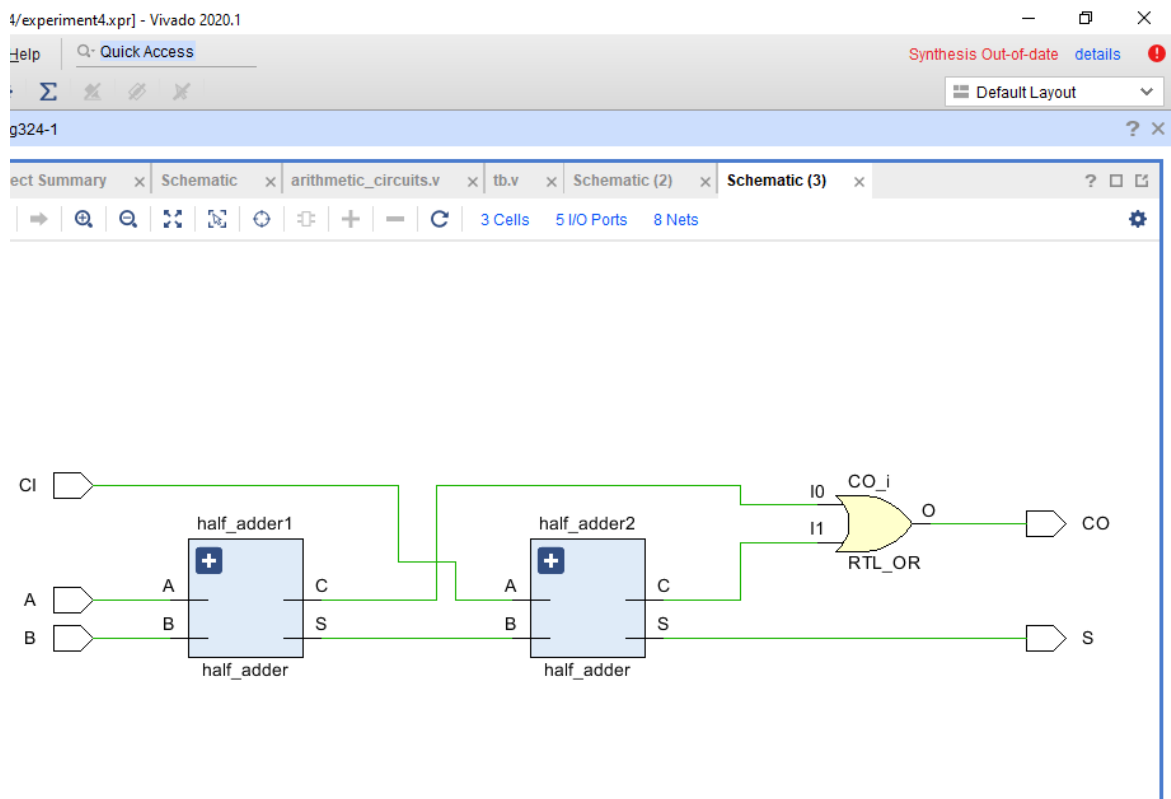 4/experiment4.xpr] - Vivado 2020.1
Help Quick Access Synthesis Out-of-date details
Default Layout
g324-1
ect Summary Schematic arithmetic_circuits.v tb.v Schematic (2) Schematic (3)
3 Cells 5 I/O Ports 8 Nets
CI
I0 CO_i
half_adder1 half_adder2 I1 O CO
RTL_OR
A A C A C
B B S B S S
half_adder half_adder